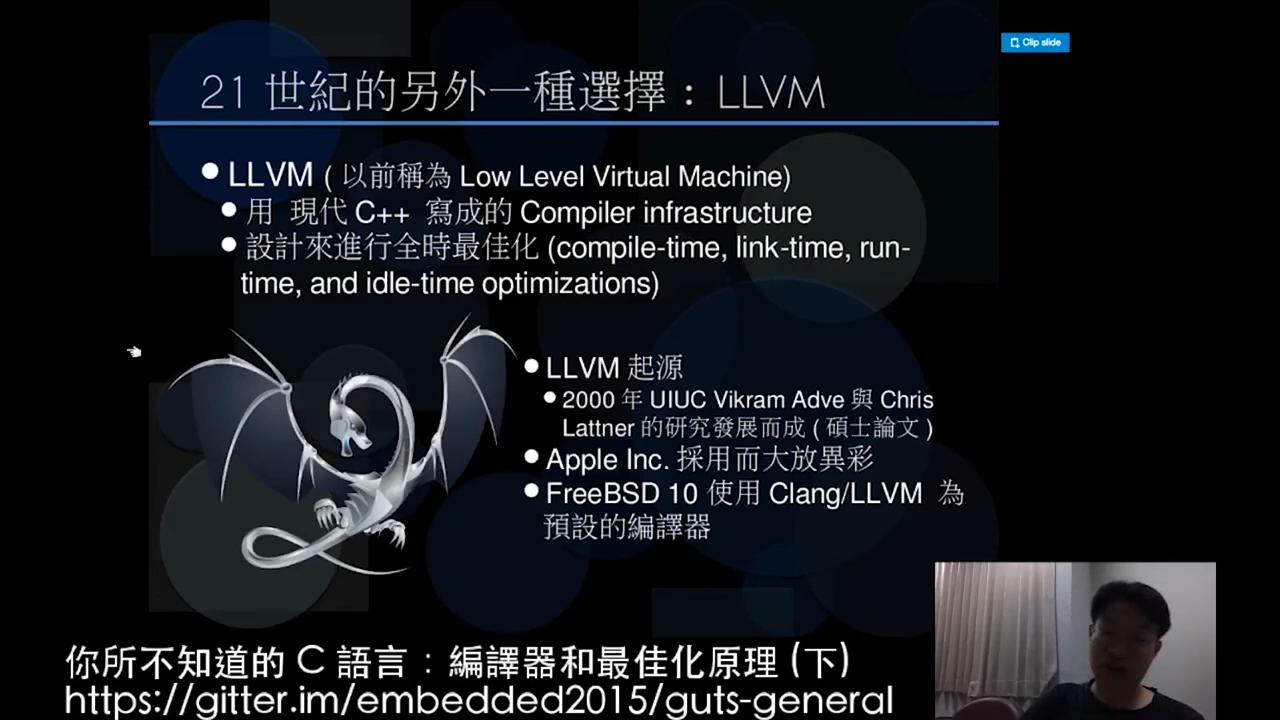 Clip slide
21 世紀的另外一種選擇：LLVM
LLVM ( 以前稱為 Low Level Virtual Machine)
用 現代 C++ 寫成的 Compiler infrastructure
設計來進行全時最佳化 (compile-time, link-time, run-
time, and idle-time optimizations)
LLVM 起源
2000 年 UIUC Vikram Adve 與 Chris
Lattner 的研究發展而成 ( 碩士論文 )
Apple Inc. 採用而大放異彩
FreeBSD 10 使用 Clang/LLVM 為
預設的編譯器
你所不知道的 C 語言：編譯器和最佳化原理 (下)
https://gitter.im/embedded2015/guts-general